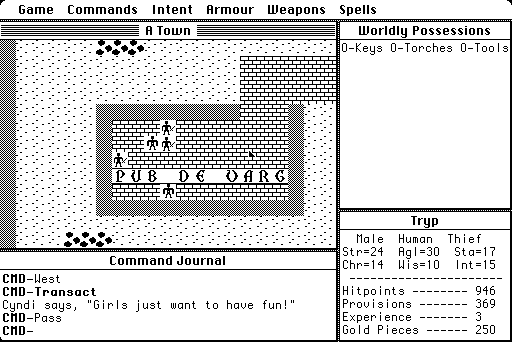 Game Commands Intent Armour Weapons Spells
A Town
PUB DE VARG
Worldly Possessions
0-Keys 0-Torches 0-Tools
Command Journal
CMD-West
CMD-Transact
Cyndi says, "Girls just want to have fun!"
CMD-Pass
CMD-
Tryp
Male Human Thief
Str=24 Agl=30 Sta=17
Chr=14 Wis=10 Int=15
Hitpoints ------- 946
Provisions ------ 369
Experience ------ 3
Gold Pieces ----- 250